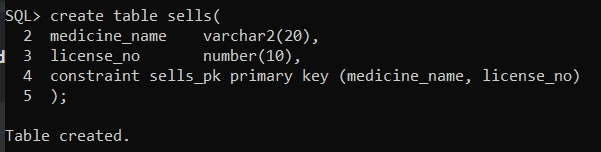 SQL> create table sells(
  2  medicine_name    varchar2(20),
  3  license_no       number(10),
  4  constraint sells_pk primary key (medicine_name, license_no)
  5  );
Table created.